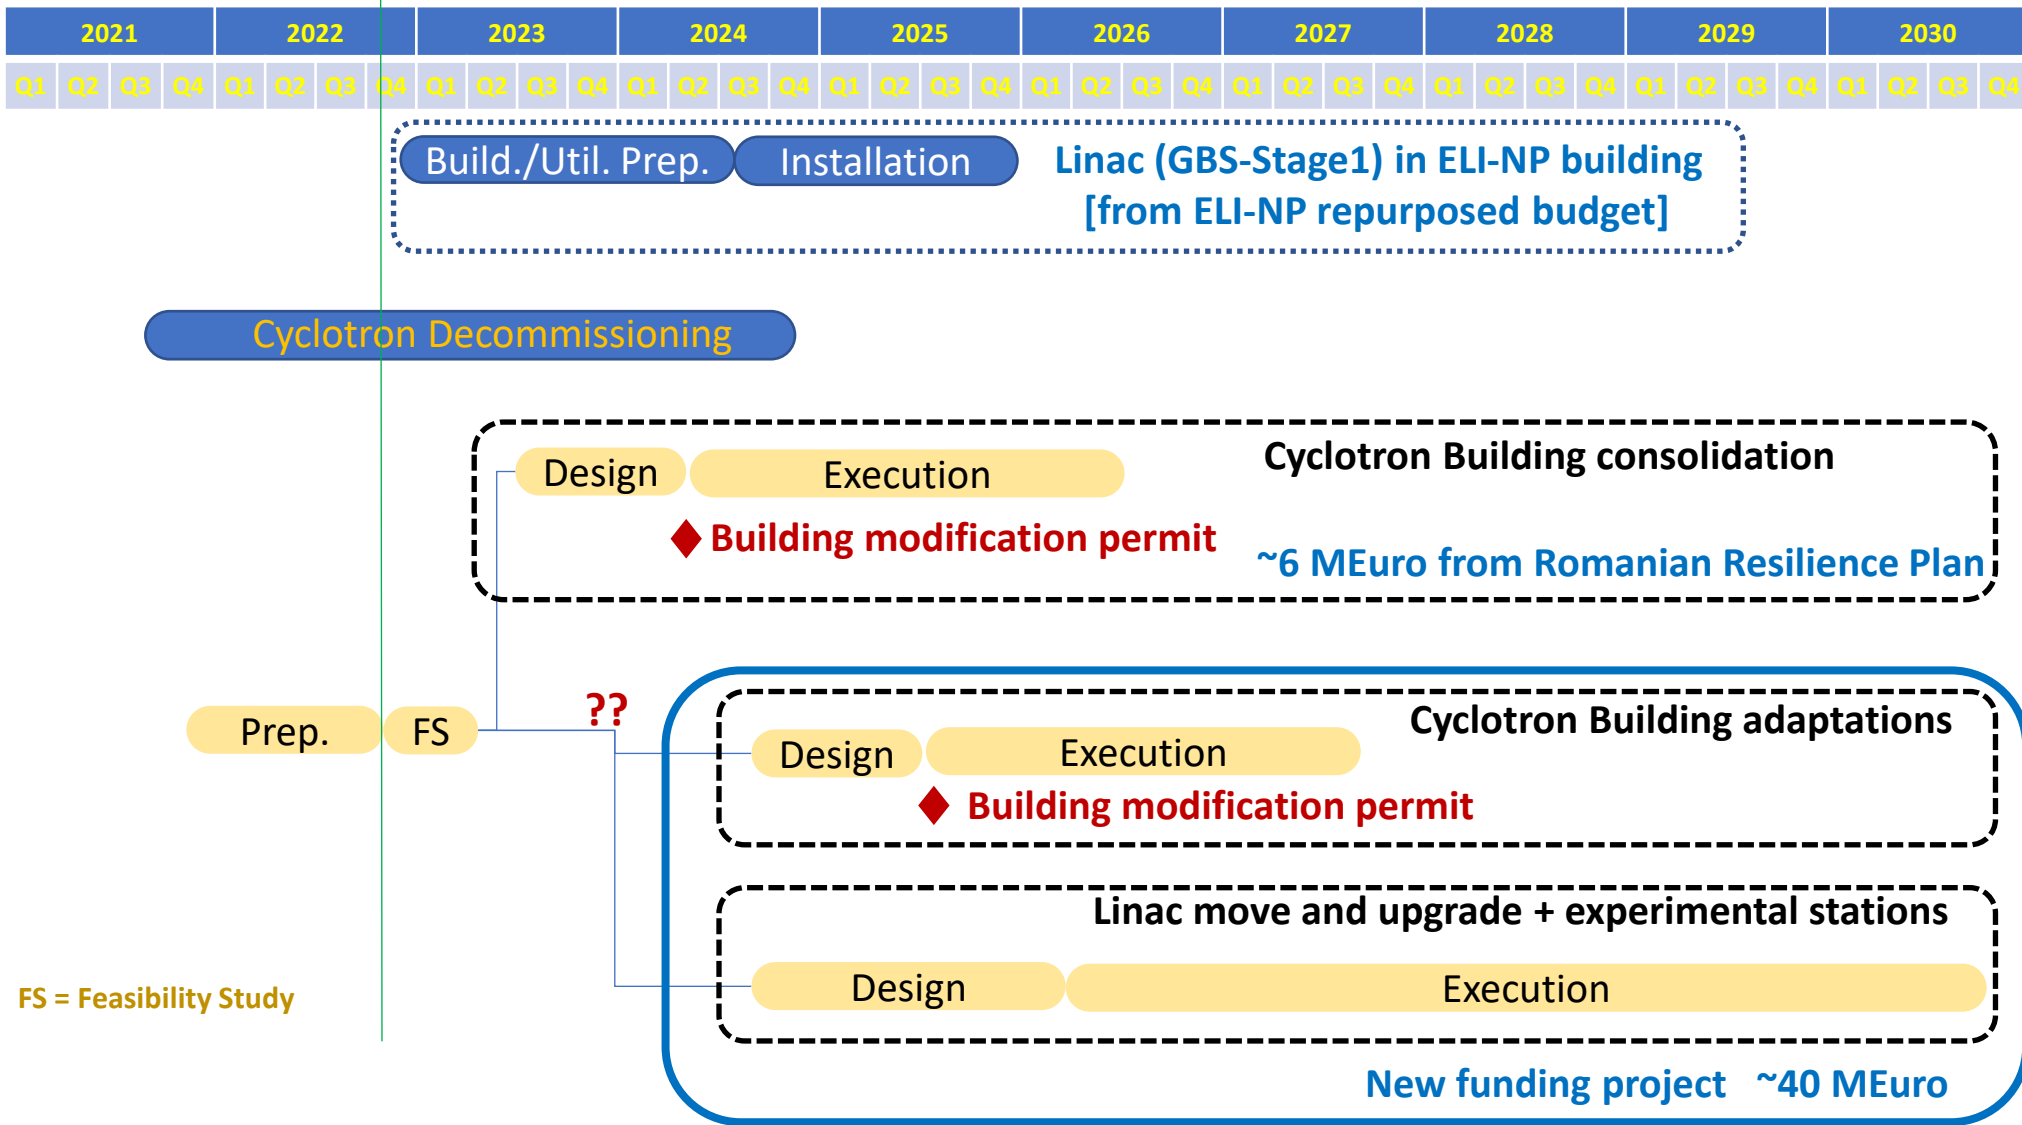 2021 2022 2023 2024 2025 2026 2027 2028 2029 2030
Q1 Q2 Q3 Q4 Q1 Q2 Q3 Q4 Q1 Q2 Q3 Q4 Q1 Q2 Q3 Q4 Q1 Q2 Q3 Q4 Q1 Q2 Q3 Q4 Q1 Q2 Q3 Q4 Q1 Q2 Q3 Q4 Q1 Q2 Q3 Q4 Q1 Q2 Q3 Q4
Build./Util. Prep. Installation Linac (GBS-Stage1) in ELI-NP building
[from ELI-NP repurposed budget]
Cyclotron Decommissioning
Cyclotron Building consolidation
Design Execution
Building modification permit
~6 MEuro from Romanian Resilience Plan
??
Prep. FS
Cyclotron Building adaptations
Design Execution
Building modification permit
Linac move and upgrade + experimental stations
Design Execution
FS = Feasibility Study
New funding project ~40 MEuro